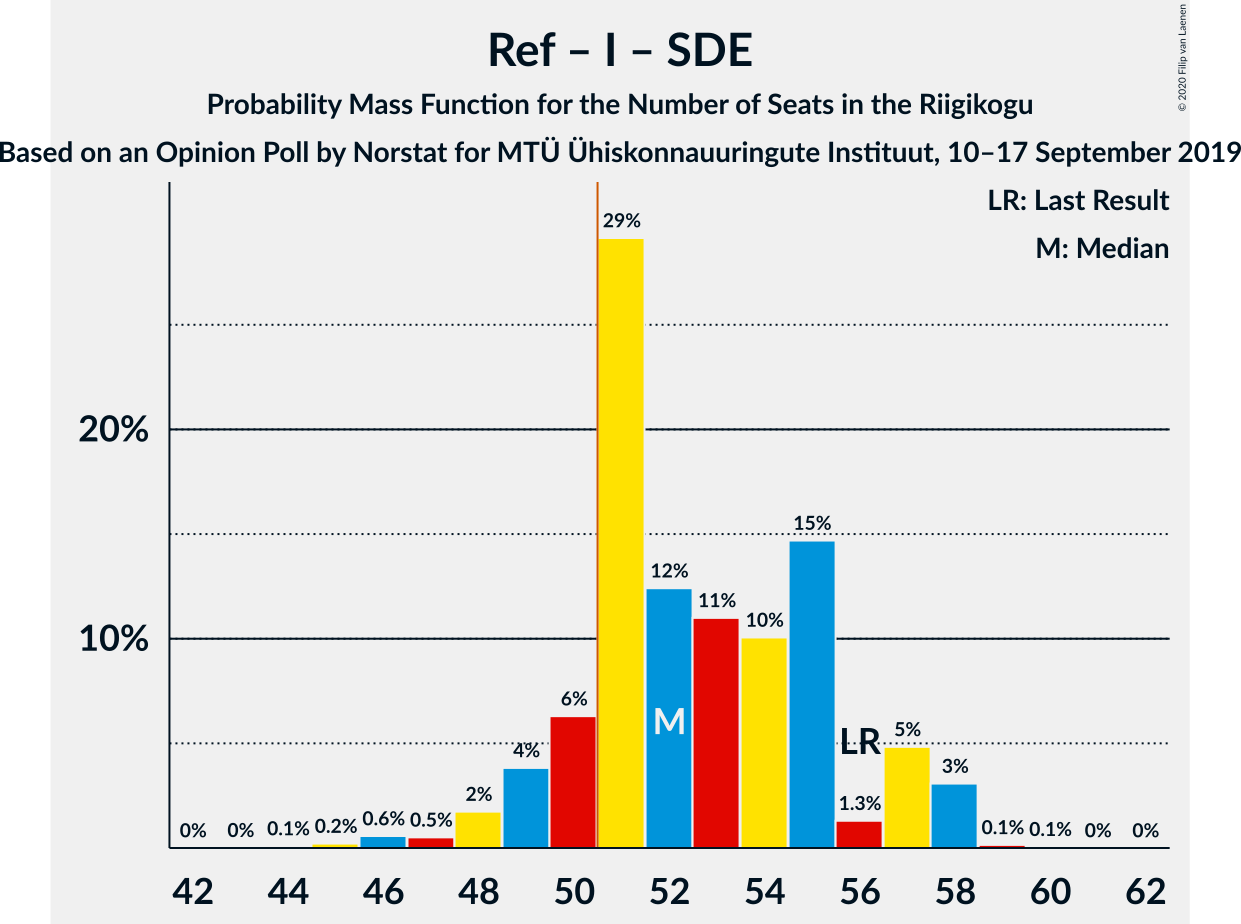 Ref – I – SDE
Probability Mass Function for the Number of Seats in the Riigikogu
Based on an Opinion Poll by Norstat for MTÜ Ühiskonnauuringute Instituut, 10–17 September 2019
© 2020 Filip van Laenen
LR: Last Result
M: Median
29%
20%
15%
12%
11%
10%
10%
6%
M
LR
5%
4%
3%
2%
1.3%
0% 0% 0.1% 0.2% 0.6% 0.5% 0.1% 0.1% 0% 0%
42 44 46 48 50 52 54 56 58 60 62